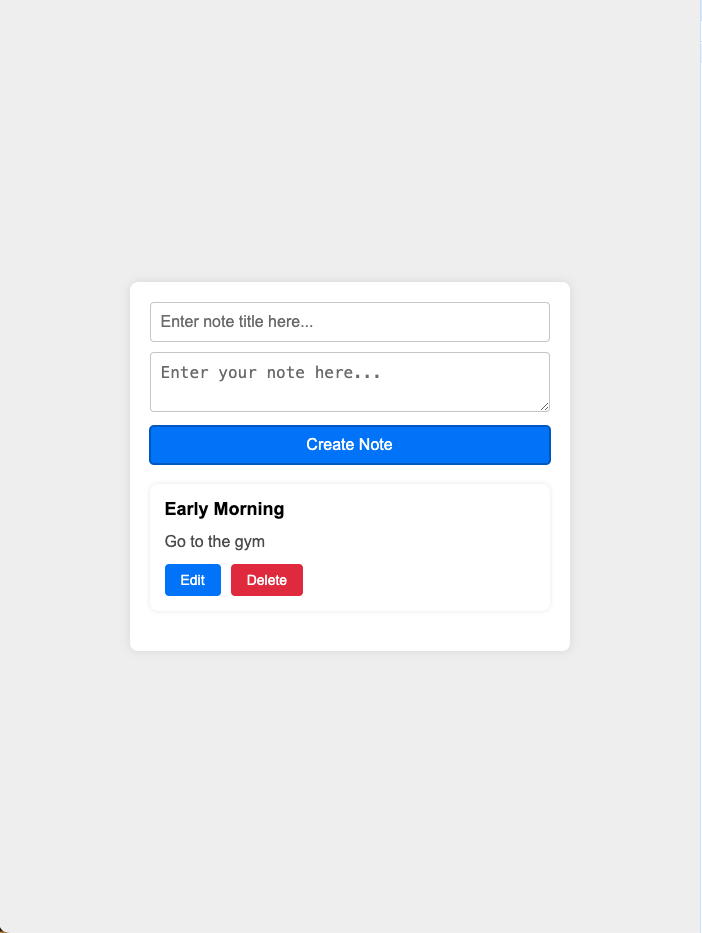 Enter note title here...
Enter your note here...
Create Note
Early Morning
Go to the gym
Edit Delete